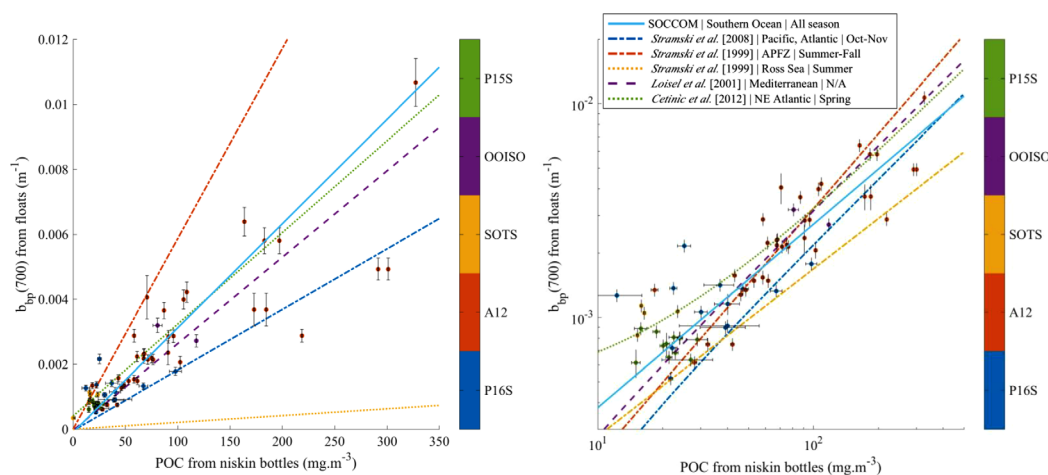 0.012
0.01
0.008
0.006
0.004
0.002
0
b_bp(700) from floats (m⁻¹)
0 50 100 150 200 250 300 350
POC from niskin bottles (mg.m⁻³)
P15S
OOISO
SOTS
A12
P16S
SOCCOM | Southern Ocean | All season
Stramski et al. [2008] | Pacific, Atlantic | Oct-Nov
Stramski et al. [1999] | APFZ | Summer-Fall
Stramski et al. [1999] | Ross Sea | Summer
Loisel et al. [2001] | Mediterranean | N/A
Cetinic et al. [2012] | NE Atlantic | Spring
10⁻²
10⁻³
b_bp(700) from floats (m⁻¹)
10¹ 10²
POC from niskin bottles (mg.m⁻³)
P15S
OOISO
SOTS
A12
P16S